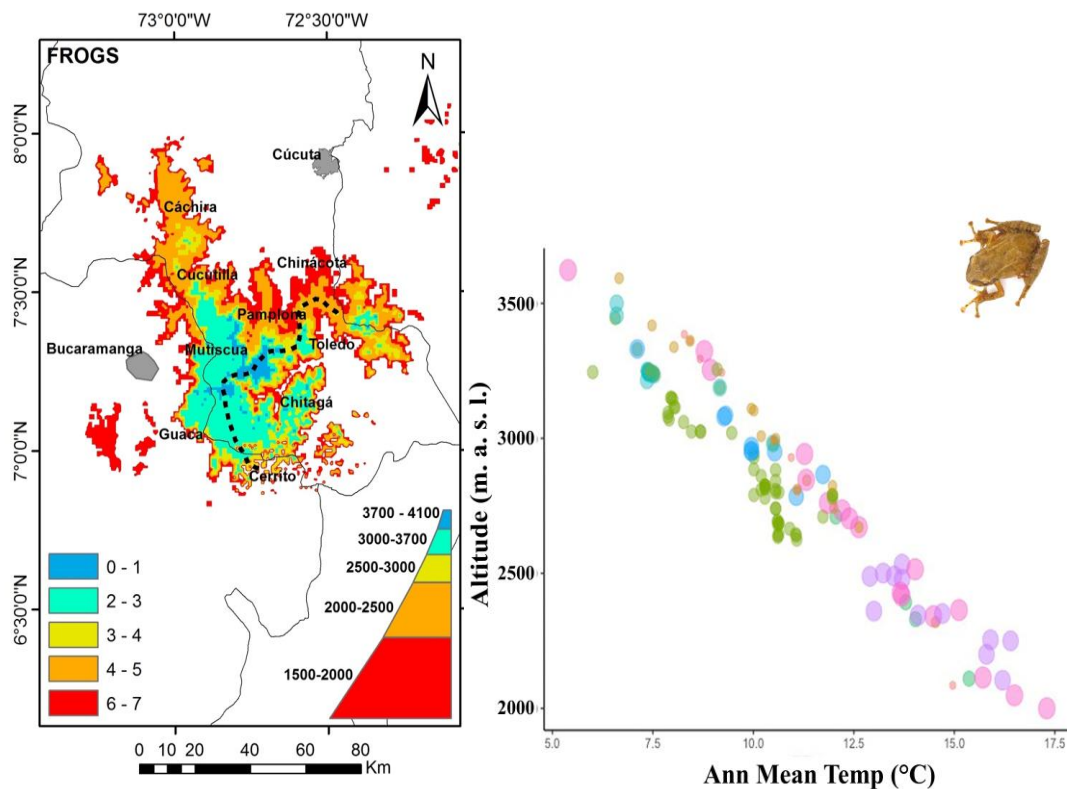 73°0'0"W
72°30'0"W
FROGS
N
8°0'0"N
Cúcuta
Cáchira
Cucutilla
Chinácota
7°30'0"N
Pamplona
Mutiscua
Toledo
Bucaramanga
Chitagá
Guaca
7°0'0"N
Cerrito
3700 - 4100
0 - 1
3000-3700
2 - 3
2500-3000
3 - 4
2000-2500
6°30'0"N
4 - 5
1500-2000
6 - 7
0 10 20 40 60 80
Km
Altitude (m. a. s. l.)
3500
3000
2500
2000
5.0 7.5 10.0 12.5 15.0 17.5
Ann Mean Temp (°C)